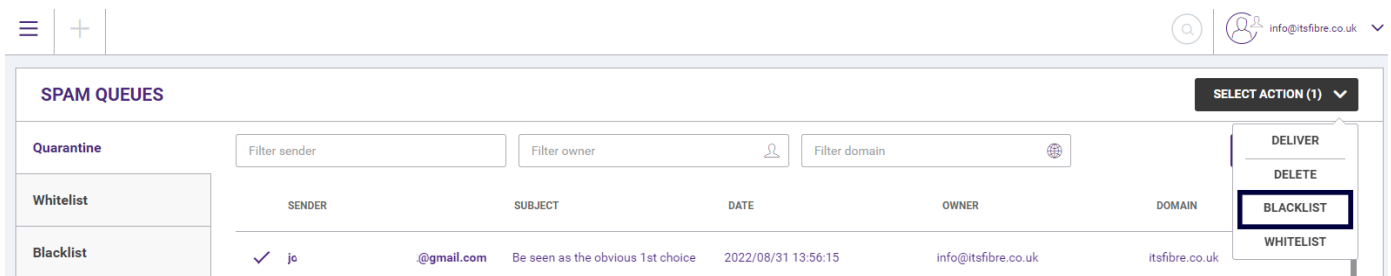 info@itsfibre.co.uk
SPAM QUEUES
SELECT ACTION (1)
DELIVER
DELETE
BLACKLIST
WHITELIST
Quarantine
Whitelist
Blacklist
Filter sender Filter owner Filter domain
SENDER SUBJECT DATE OWNER DOMAIN
@gmail.com Be seen as the obvious 1st choice 2022/08/31 13:56:15 info@itsfibre.co.uk itsfibre.co.uk